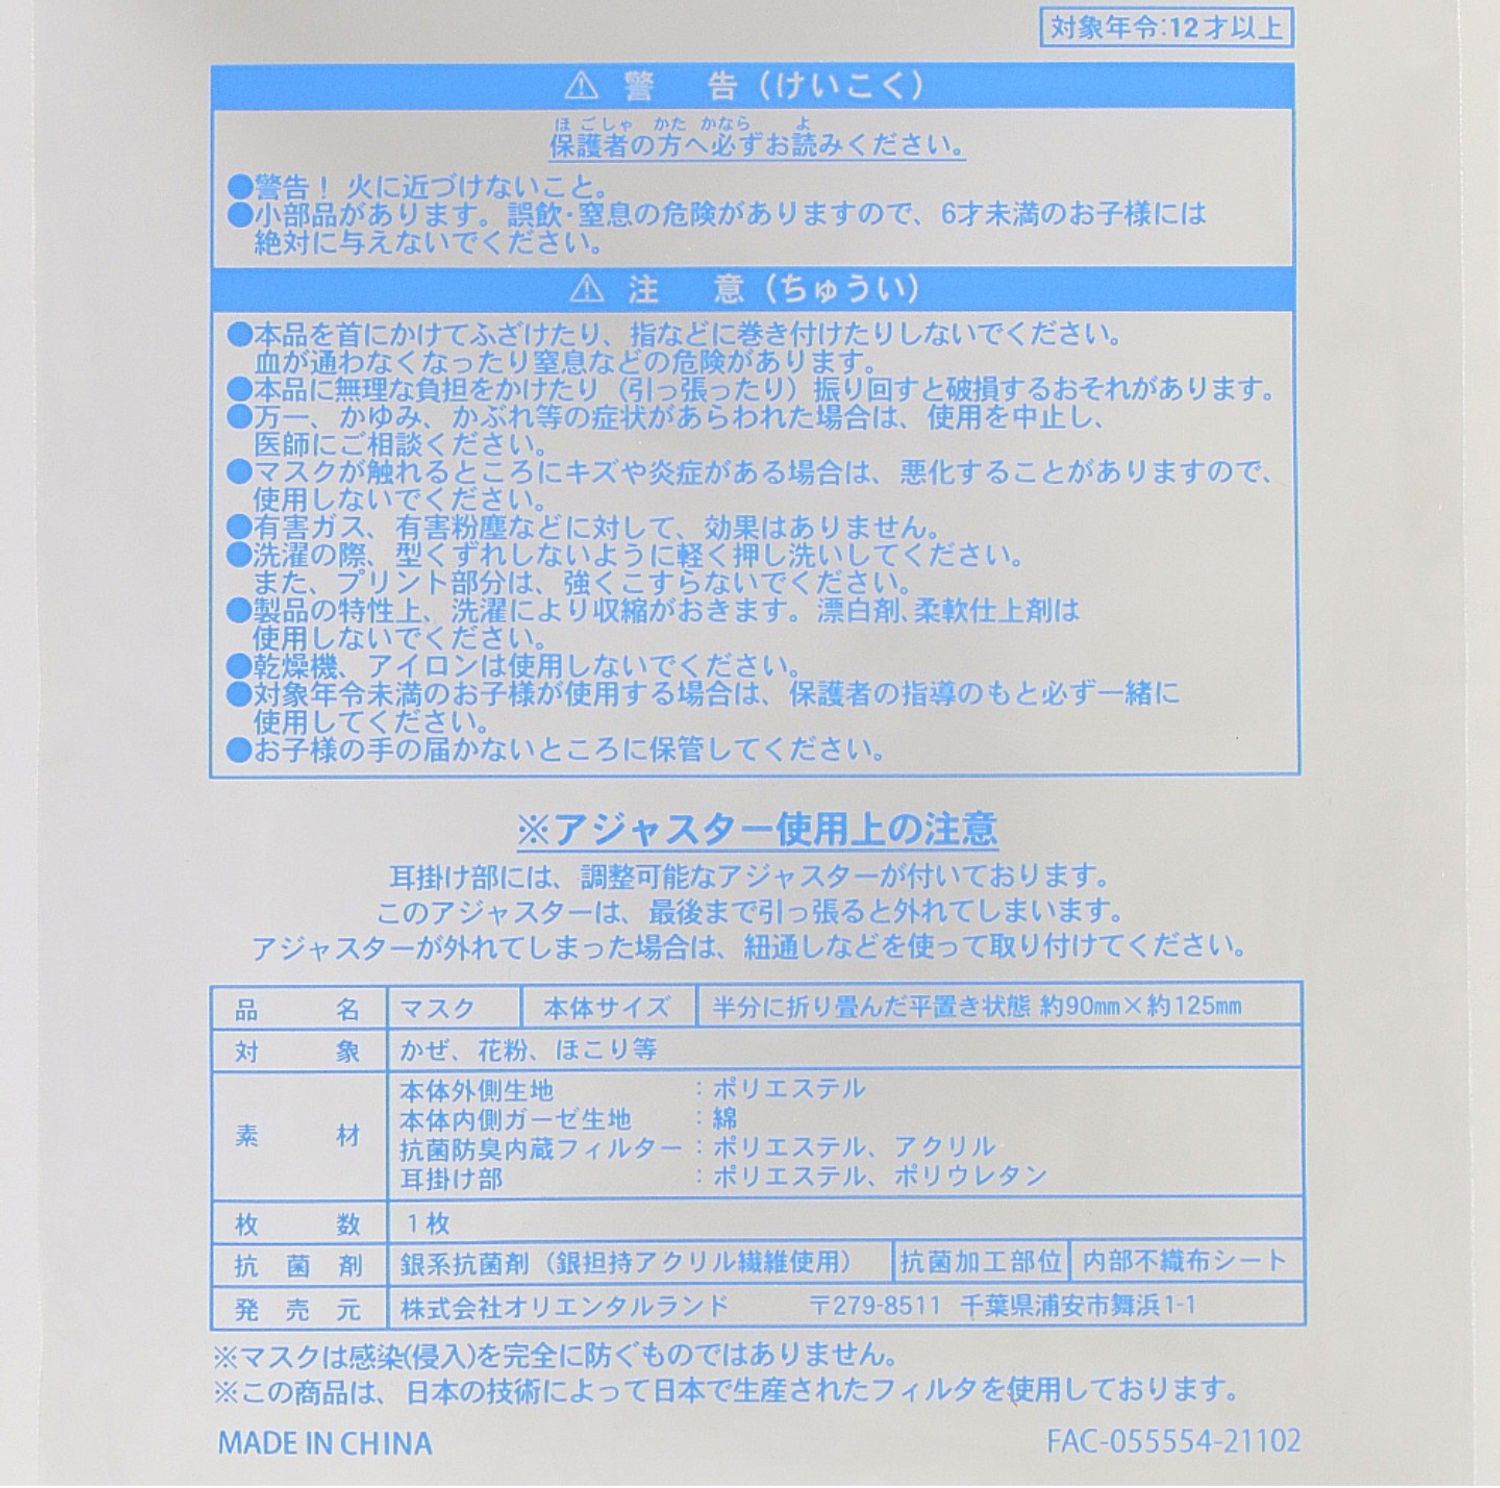 対象年令:12才以上
⚠ 警 告(けいこく)
ほごしゃ かた かなら よ
保護者の方へ必ずお読みください。
●警告! 火に近づけないこと。
●小部品があります。誤飲・窒息の危険がありますので、6才未満のお子様には
絶対に与えないでください。
⚠ 注 意(ちゅうい)
●本品を首にかけてふざけたり、指などに巻き付けたりしないでください。
血が通わなくなったり窒息などの危険があります。
●本品に無理な負担をかけたり(引っ張ったり)振り回すと破損するおそれがあります。
●万一、かゆみ、かぶれ等の症状があらわれた場合は、使用を中止し、
医師にご相談ください。
●マスクが触れるところにキズや炎症がある場合は、悪化することがありますので、
使用しないでください。
●有害ガス、有害粉塵などに対して、効果はありません。
●洗濯の際、型くずれしないように軽く押し洗いしてください。
また、プリント部分は、強くこすらないでください。
●製品の特性上、洗濯により収縮がおきます。漂白剤、柔軟仕上剤は
使用しないでください。
●乾燥機、アイロンは使用しないでください。
●対象年令未満のお子様が使用する場合は、保護者の指導のもと必ず一緒に
使用してください。
●お子様の手の届かないところに保管してください。
※アジャスター使用上の注意
耳掛け部には、調整可能なアジャスターが付いております。
このアジャスターは、最後まで引っ張ると外れてしまいます。
アジャスターが外れてしまった場合は、紐通しなどを使って取り付けてください。
品 名 マスク 本体サイズ 半分に折り畳んだ平置き状態 約90㎜×約125㎜
対 象 かぜ、花粉、ほこり等
素 材 本体外側生地 :ポリエステル
本体内側ガーゼ生地 :綿
抗菌防臭内蔵フィルター:ポリエステル、アクリル
耳掛け部 :ポリエステル、ポリウレタン
枚 数 1枚
抗 菌 剤 銀系抗菌剤(銀担持アクリル繊維使用) 抗菌加工部位 内部不織布シート
発 売 元 株式会社オリエンタルランド 〒279-8511 千葉県浦安市舞浜1-1
※マスクは感染(侵入)を完全に防ぐものではありません。
※この商品は、日本の技術によって日本で生産されたフィルタを使用しております。
MADE IN CHINA FAC-055554-21102